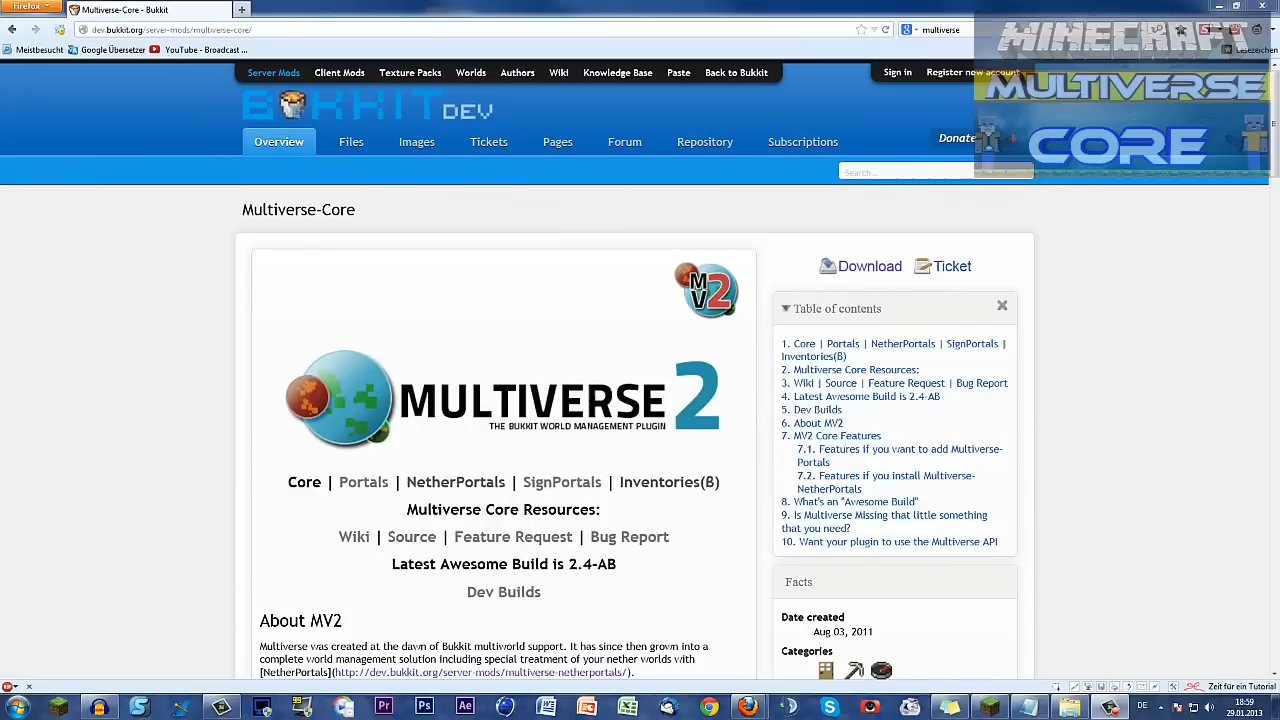 Firefox
Multiverse-Core - Bukkit
dev.bukkit.org/server-mods/multiverse-core/
multiverse
Meistbesucht
Google Übersetzer
YouTube - Broadcast ...
Lesezeichen
MINECRAFT
MULTIVERSE
CORE
Server Mods
Client Mods
Texture Packs
Worlds
Authors
Wiki
Knowledge Base
Paste
Back to Bukkit
Sign in
Register new account
BUKKIT DEV
Overview
Files
Images
Tickets
Pages
Forum
Repository
Subscriptions
Donate
Search...
Multiverse-Core
Download
Ticket
MV2
MULTIVERSE 2
THE BUKKIT WORLD MANAGEMENT PLUGIN
Core | Portals | NetherPortals | SignPortals | Inventories(β)
Multiverse Core Resources:
Wiki | Source | Feature Request | Bug Report
Latest Awesome Build is 2.4-AB
Dev Builds
About MV2
Multiverse was created at the dawn of Bukkit multiworld support. It has since then grown into a
complete world management solution including special treatment of your nether worlds with
[NetherPortals](http://dev.bukkit.org/server-mods/multiverse-netherportals/).
Table of contents
1. Core | Portals | NetherPortals | SignPortals |
Inventories(β)
2. Multiverse Core Resources:
3. Wiki | Source | Feature Request | Bug Report
4. Latest Awesome Build is 2.4-AB
5. Dev Builds
6. About MV2
7. MV2 Core Features
7.1. Features if you want to add Multiverse-
Portals
7.2. Features if you install Multiverse-
NetherPortals
8. What's an "Awesome Build"
9. Is Multiverse Missing that little something
that you need?
10. Want your plugin to use the Multiverse API
Facts
Date created
Aug 03, 2011
Categories
Zeit für ein Tutorial
Pr
Ps
Ae
DE
18:59
29.01.2013